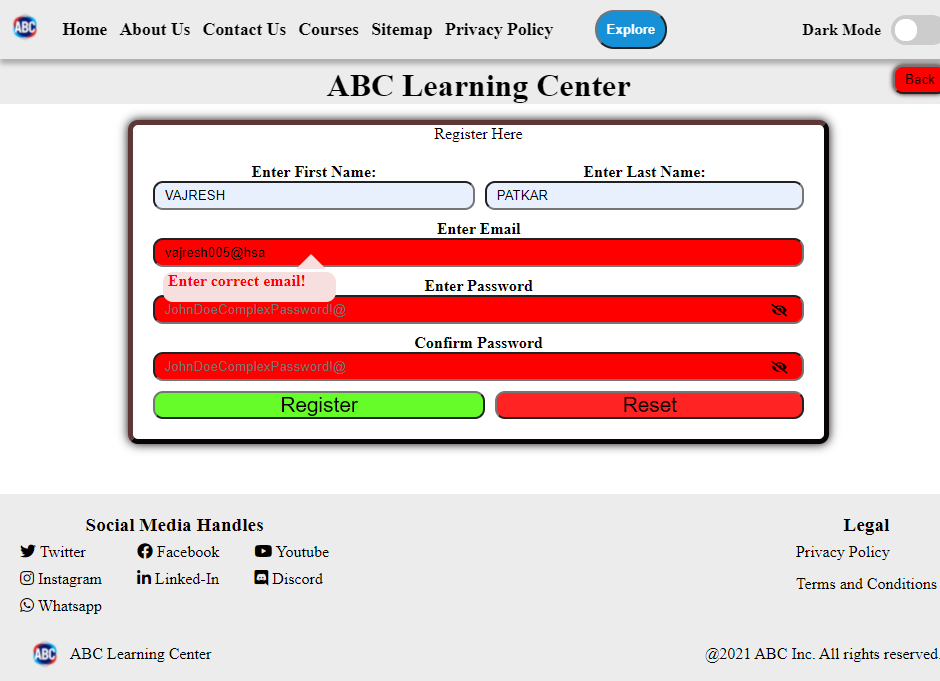 ABC Home About Us Contact Us Courses Sitemap Privacy Policy Explore Dark Mode
ABC Learning Center Back
Register Here
Enter First Name: Enter Last Name:
VAJRESH PATKAR
Enter Email
vajresh005@hsa
Enter correct email! Enter Password
JohnDoeComplexPassword!@
Confirm Password
JohnDoeComplexPassword!@
Register Reset
Social Media Handles Legal
Twitter Facebook Youtube Privacy Policy
Instagram Linked-In Discord Terms and Conditions
Whatsapp
ABC ABC Learning Center @2021 ABC Inc. All rights reserved.